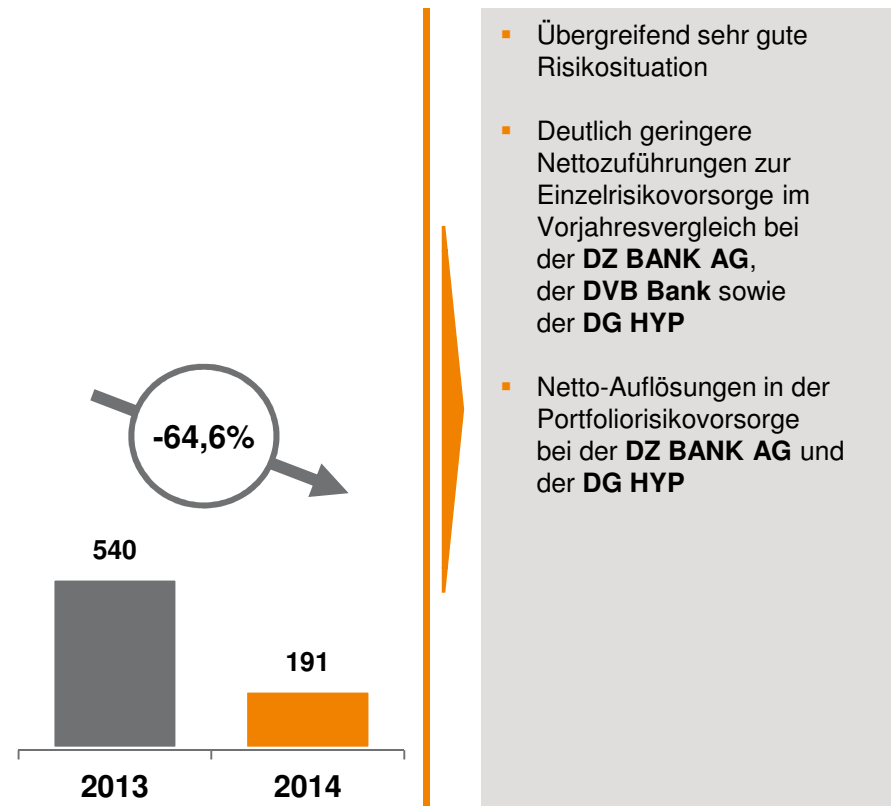 -64,6%
540
191
2013
2014
Übergreifend sehr gute
Risikosituation
Deutlich geringere
Nettozuführungen zur
Einzelrisikovorsorge im
Vorjahresvergleich bei
der DZ BANK AG,
der DVB Bank sowie
der DG HYP
Netto-Auflösungen in der
Portfoliorisikovorsorge
bei der DZ BANK AG und
der DG HYP